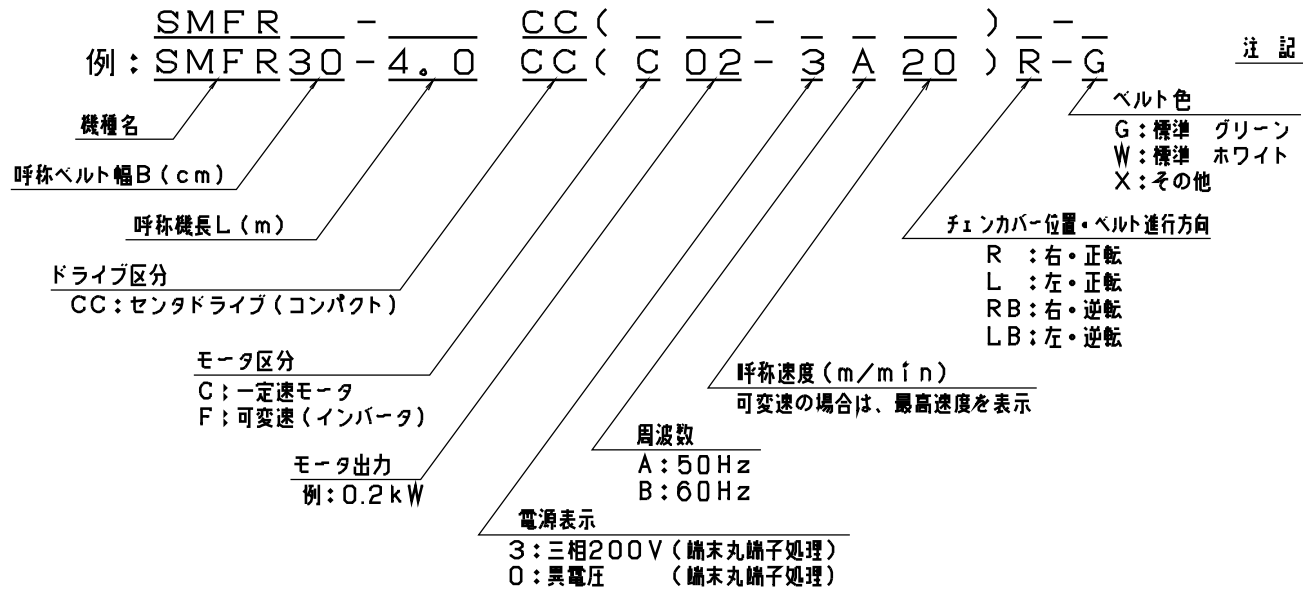 SMFR - CC( - ) -
例：SMFR30-4.0 CC(C02-3A20)R-G
注 記
機種名
呼称ベルト幅B(cm)
呼称機長L(m)
ドライブ区分
CC：センタドライブ(コンパクト)
モータ区分
C；一定速モータ
F；可変速(インバータ)
モータ出力
例：0.2kW
電源表示
3：三相200V(端末丸端子処理)
0：異電圧 (端末丸端子処理)
周波数
A：50Hz
B：60Hz
呼称速度(m/min)
可変速の場合は、最高速度を表示
チェンカバー位置・ベルト進行方向
R ：右・正転
L ：左・正転
RB：右・逆転
LB：左・逆転
ベルト色
G：標準 グリーン
W：標準 ホワイト
X：その他